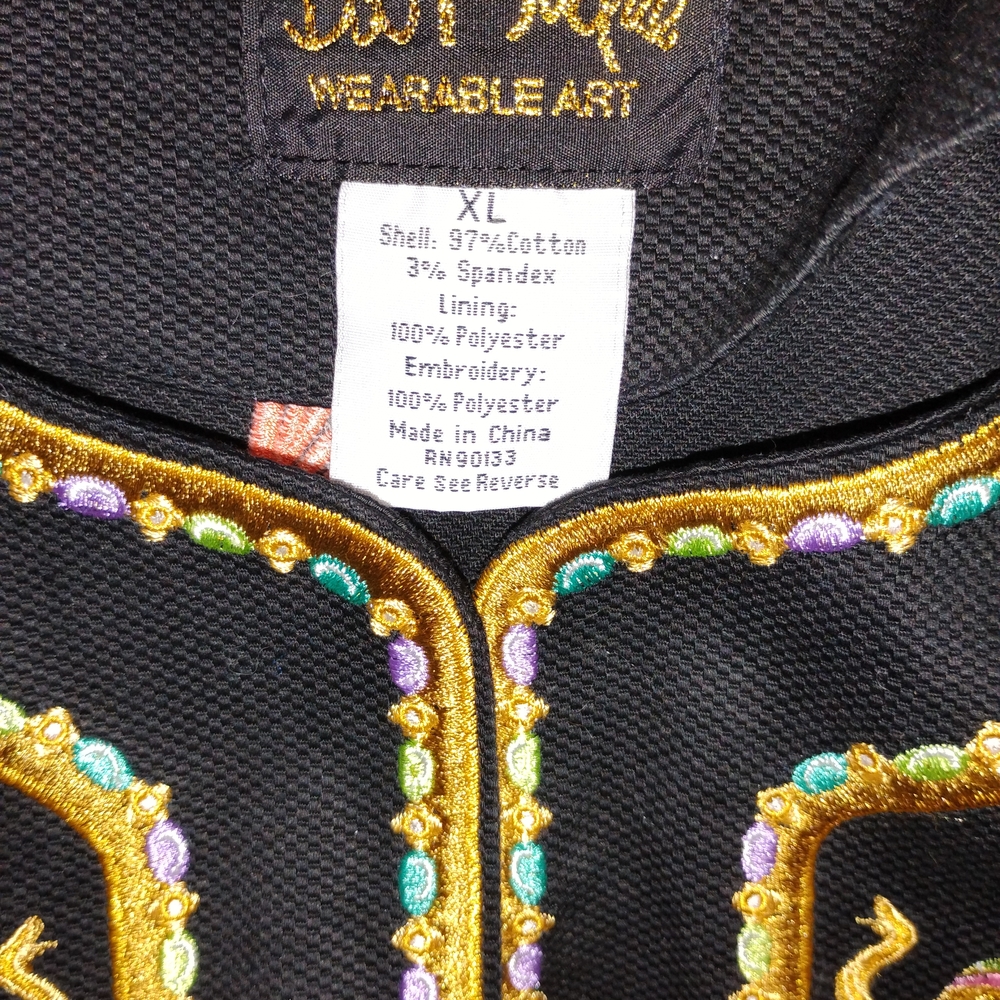 WEARABLE ART
XL
Shell: 97%Cotton
3% Spandex
Lining:
100% Polyester
Embroidery:
100% Polyester
Made in China
RN90133
Care See Reverse